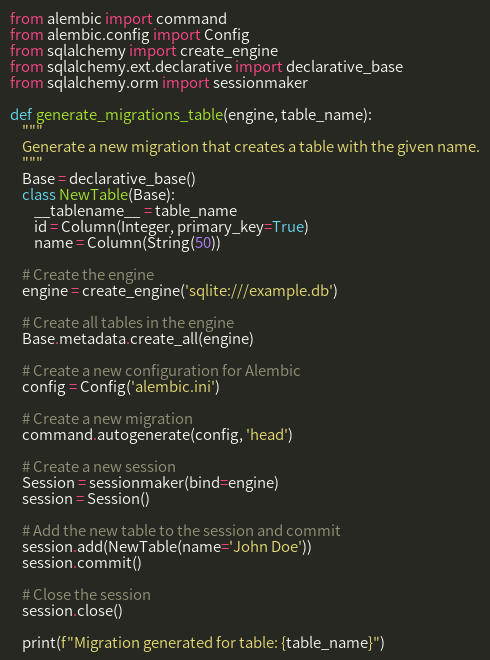 from alembic import command
from alembic.config import Config
from sqlalchemy import create_engine
from sqlalchemy.ext.declarative import declarative_base
from sqlalchemy.orm import sessionmaker

def generate_migrations_table(engine, table_name):
    """
    Generate a new migration that creates a table with the given name.
    """
    Base = declarative_base()
    class NewTable(Base):
        __tablename__ = table_name
        id = Column(Integer, primary_key=True)
        name = Column(String(50))

    # Create the engine
    engine = create_engine('sqlite:///example.db')

    # Create all tables in the engine
    Base.metadata.create_all(engine)

    # Create a new configuration for Alembic
    config = Config('alembic.ini')

    # Create a new migration
    command.autogenerate(config, 'head')

    # Create a new session
    Session = sessionmaker(bind=engine)
    session = Session()

    # Add the new table to the session and commit
    session.add(NewTable(name='John Doe'))
    session.commit()

    # Close the session
    session.close()

    print(f"Migration generated for table: {table_name}")